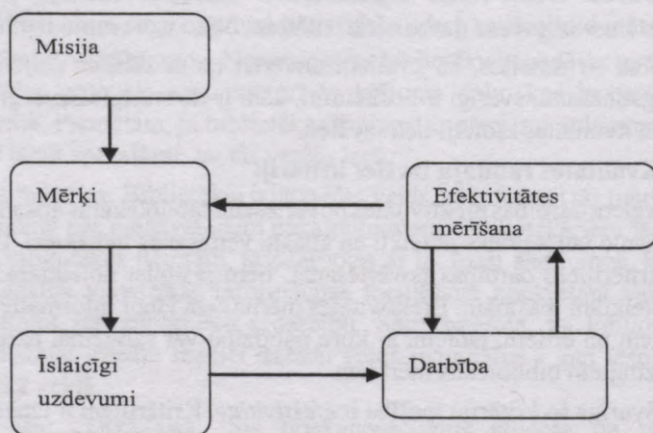 Misija
Mērķi
Efektivitātes
mērīšana
Īslaicīgi
uzdevumi
Darbība